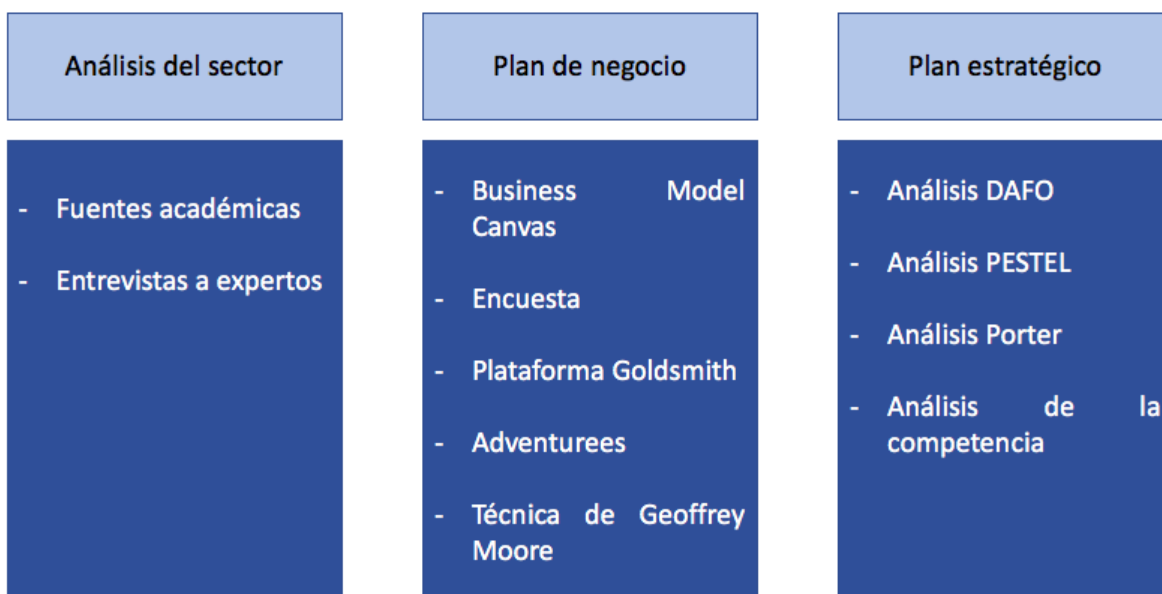 Análisis del sector
- Fuentes académicas
- Entrevistas a expertos
Plan de negocio
- Business Model
Canvas
- Encuesta
- Plataforma Goldsmith
- Adventurees
- Técnica de Geoffrey
Moore
Plan estratégico
- Análisis DAFO
- Análisis PESTEL
- Análisis Porter
- Análisis de la
competencia